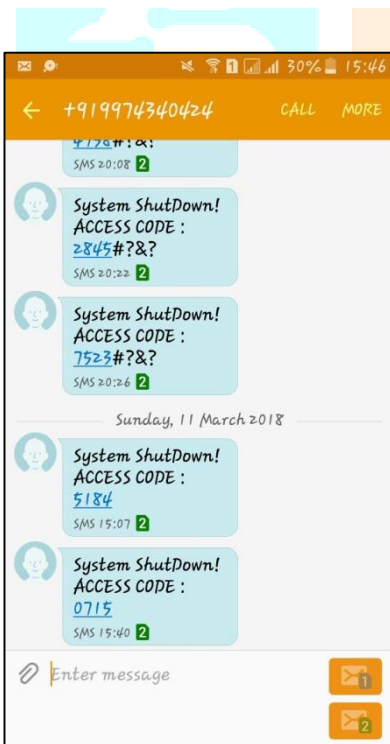 30% 15:46
+919974340424 CALL MORE
SMS 20:08 2
System ShutDown!
ACCESS CODE :
2845#?&?
SMS 20:22 2
System ShutDown!
ACCESS CODE :
7523#?&?
SMS 20:26 2
Sunday, 11 March 2018
System ShutDown!
ACCESS CODE :
5184
SMS 15:07 2
System ShutDown!
ACCESS CODE :
0715
SMS 15:40 2
Enter message
1
2